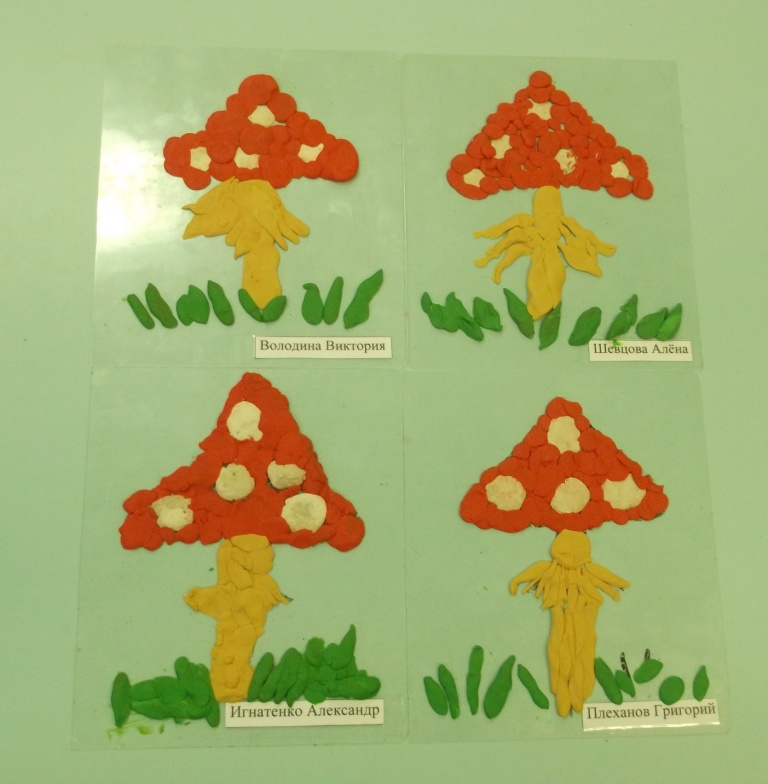 Володина Виктория
Шевцова Алёна
Игнатенко Александр
Плеханов Григорий